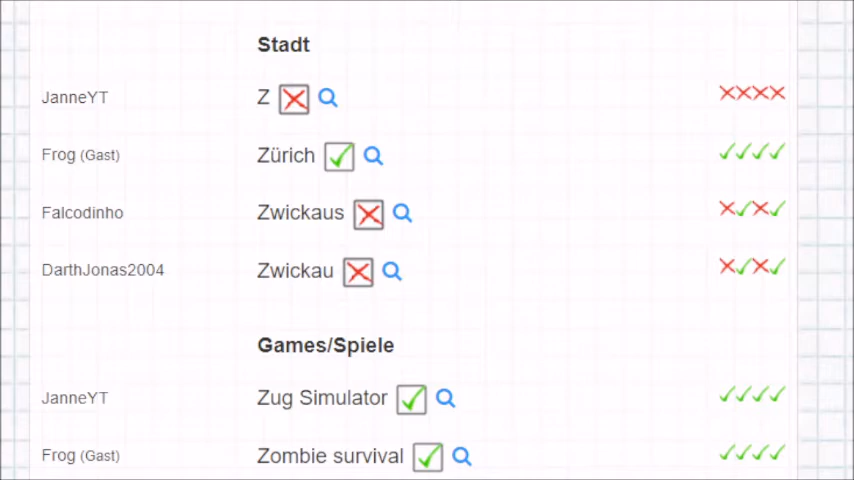 Stadt
JanneYT Z
Frog (Gast) Zürich
Falcodinho Zwickaus
DarthJonas2004 Zwickau
Games/Spiele
JanneYT Zug Simulator
Frog (Gast) Zombie survival